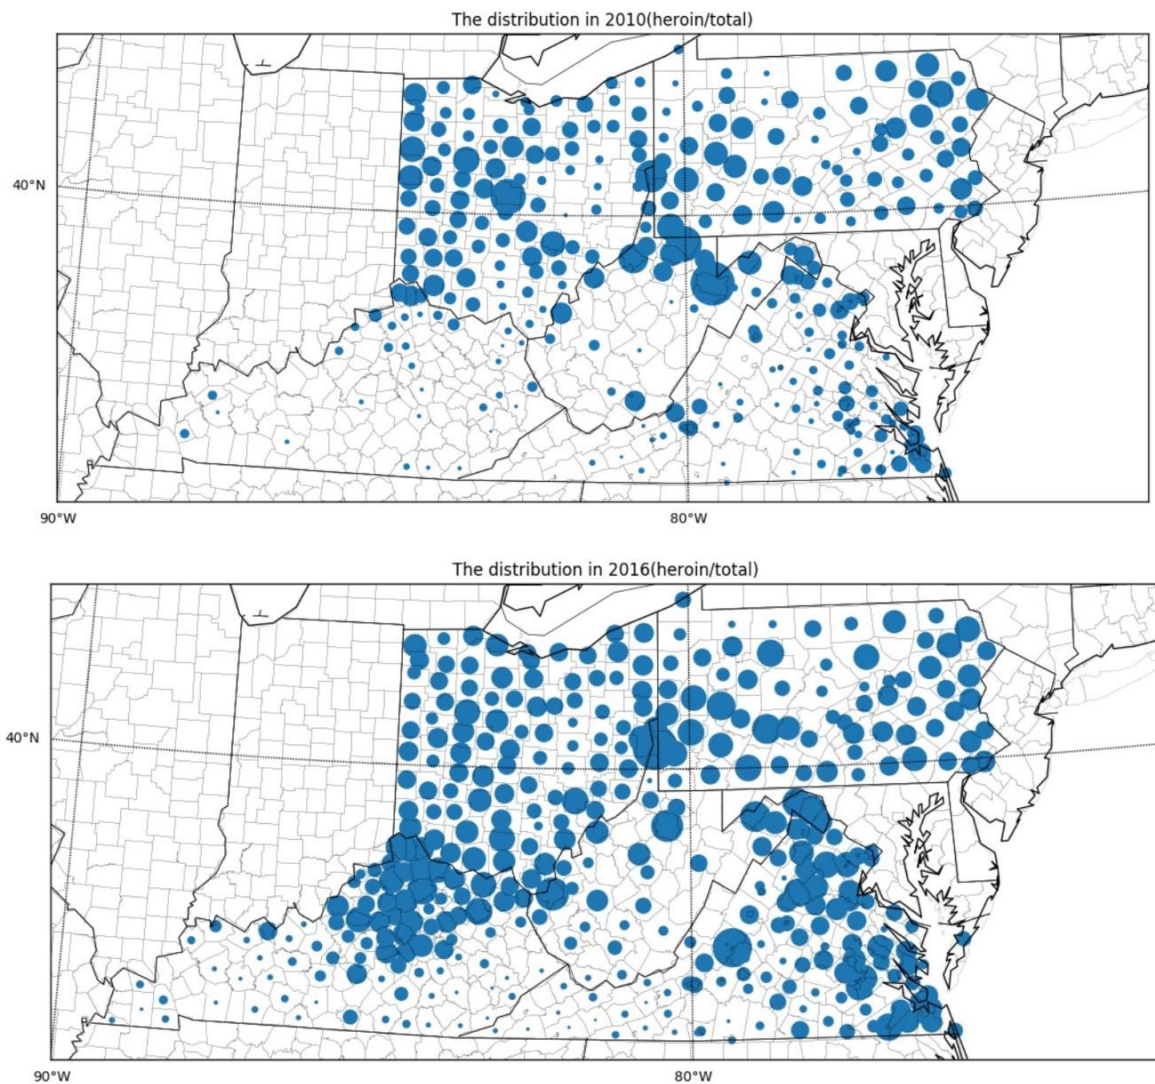 The distribution in 2010(heroin/total)
40°N
90°W
80°W
The distribution in 2016(heroin/total)
40°N
90°W
80°W